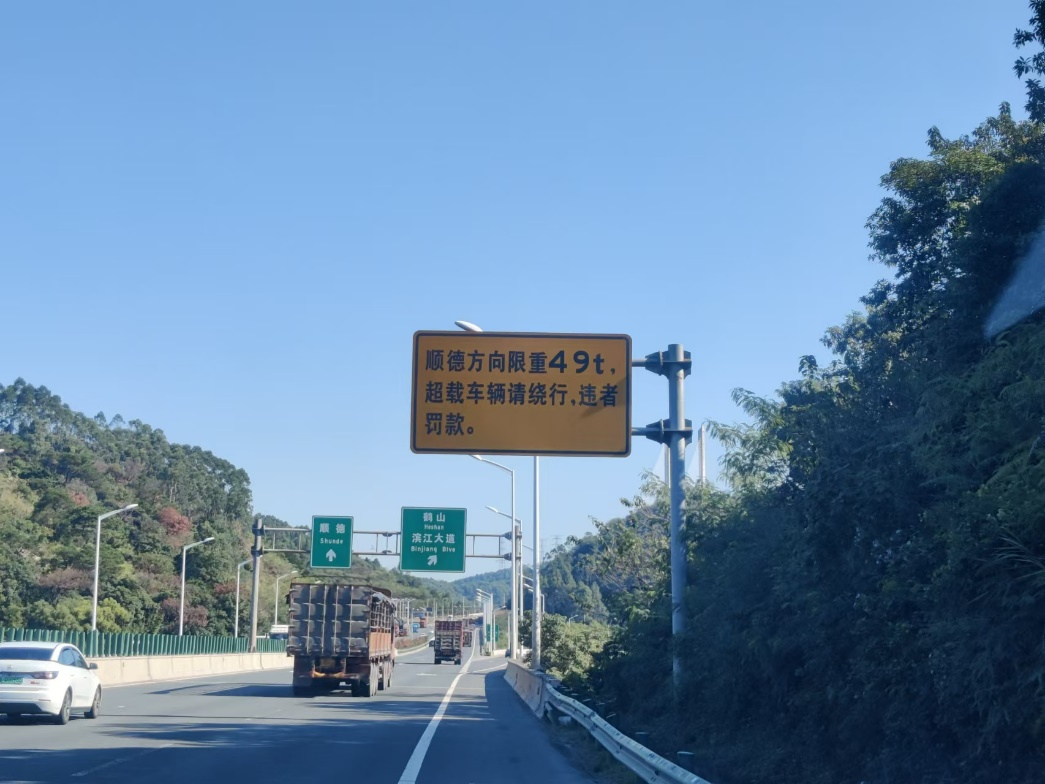 顺德方向限重49t,
超载车辆请绕行,违者
罚款。
顺德
Shunde
鹤山
Heshan
滨江大道
Binjiang Dive